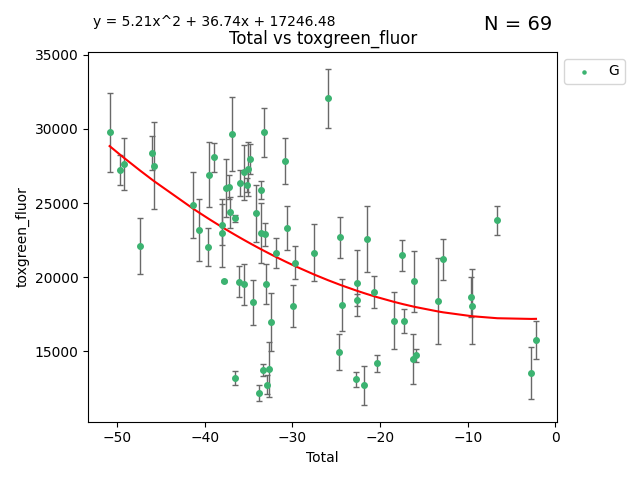 y = 5.21x^2 + 36.74x + 17246.48
N = 69
Total vs toxgreen_fluor
G
toxgreen_fluor
35000
30000
25000
20000
15000
−50
−40
−30
−20
−10
0
Total